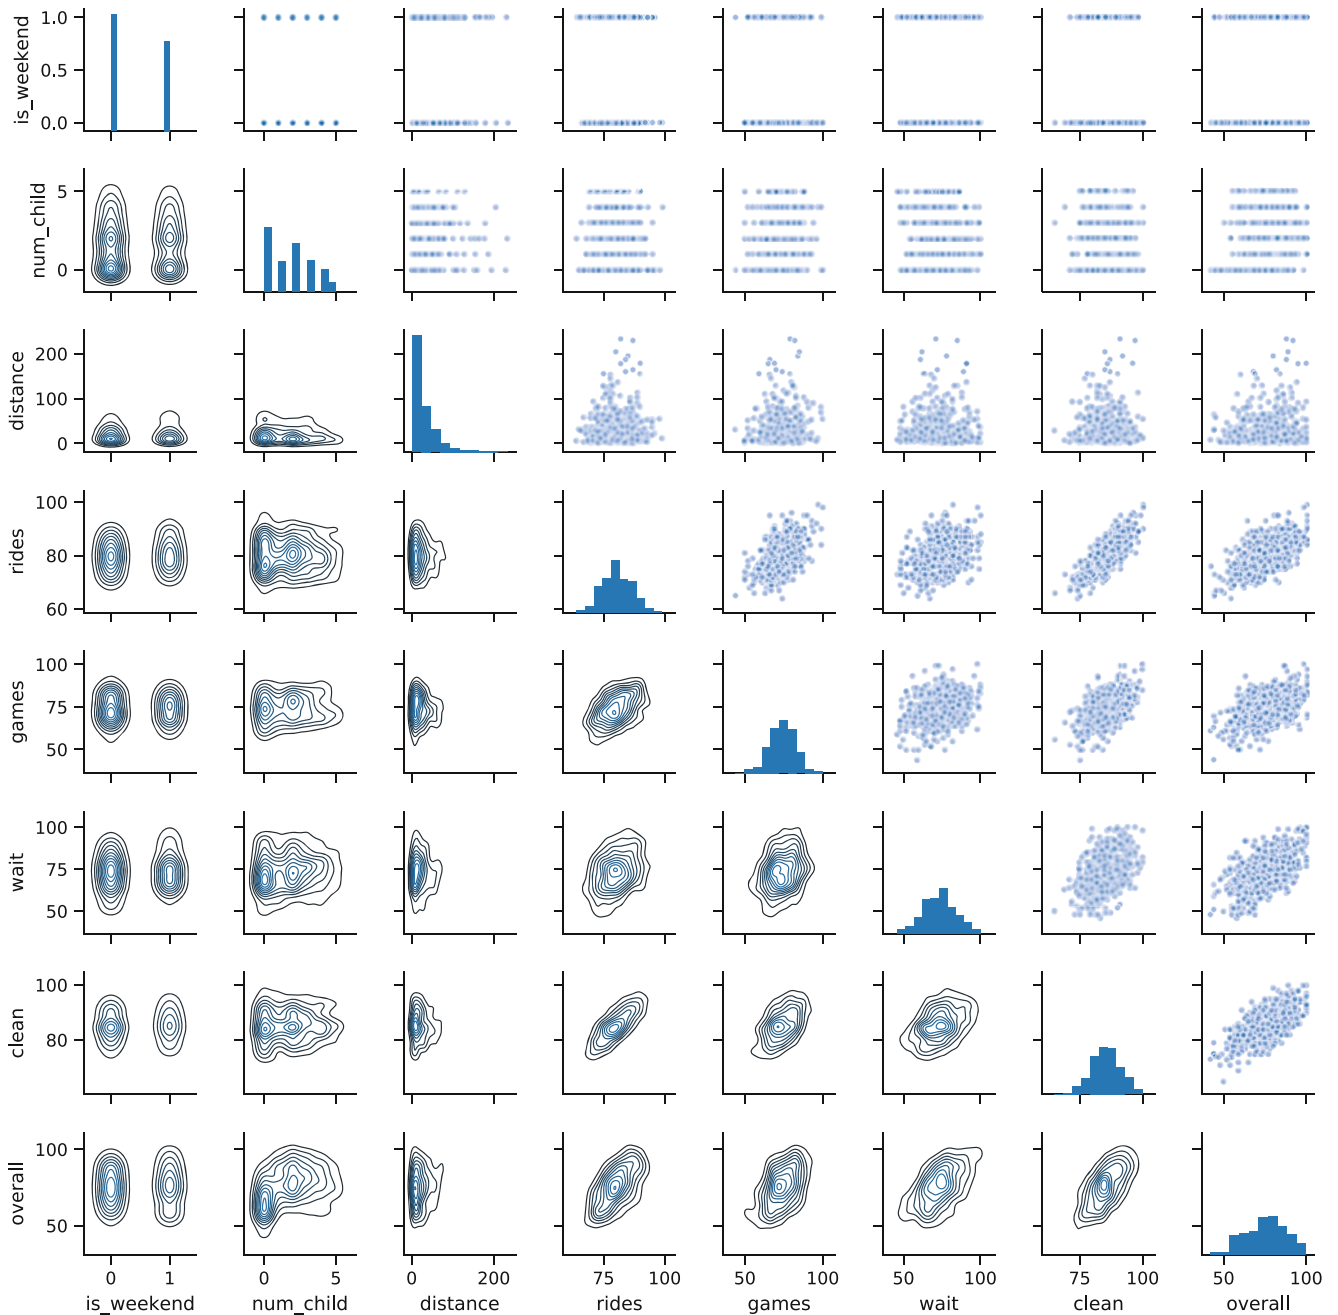 is_weekend
1.0
0.5
0.0
num_child
5
0
distance
200
100
0
rides
100
80
60
games
100
75
50
wait
100
75
50
clean
100
80
overall
100
50
0 1 0 5 0 200 75 100 50 100 50 100 75 100 50 100
is_weekend num_child distance rides games wait clean overall